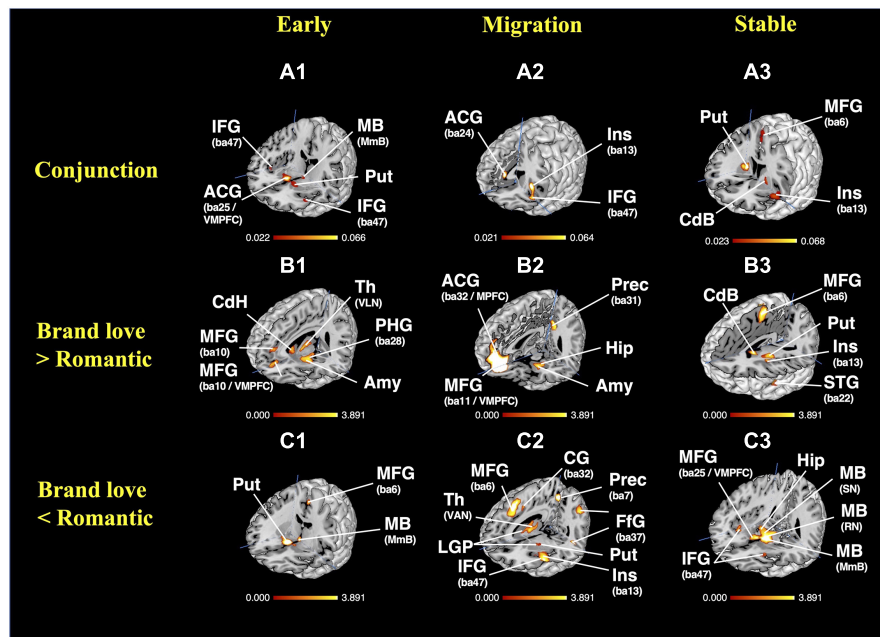 Early Migration Stable
A1 A2 A3
Conjunction
IFG
(ba47)
MB
(MmB)
ACG
(ba25 /
VMPFC)
Put
IFG
(ba47)
0.022 0.066
ACG
(ba24)
Ins
(ba13)
IFG
(ba47)
0.021 0.064
Put
MFG
(ba6)
CdB
Ins
(ba13)
0.023 0.068
B1 B2 B3
Brand love
> Romantic
CdH
Th
(VLN)
MFG
(ba10)
PHG
(ba28)
MFG
(ba10 / VMPFC)
Amy
0.000 3.891
ACG
(ba32 / MPFC)
Prec
(ba31)
Hip
MFG
(ba11 / VMPFC)
Amy
0.000 3.891
CdB
MFG
(ba6)
Put
Ins
(ba13)
STG
(ba22)
0.000 3.891
C1 C2 C3
Brand love
< Romantic
Put
MFG
(ba6)
MB
(MmB)
0.000 3.891
MFG
(ba6)
CG
(ba32)
Th
(VAN)
Prec
(ba7)
FfG
(ba37)
LGP
Put
IFG
(ba47)
Ins
(ba13)
0.000 3.891
MFG
(ba25 / VMPFC)
Hip
MB
(SN)
MB
(RN)
IFG
(ba47)
MB
(MmB)
0.000 3.891